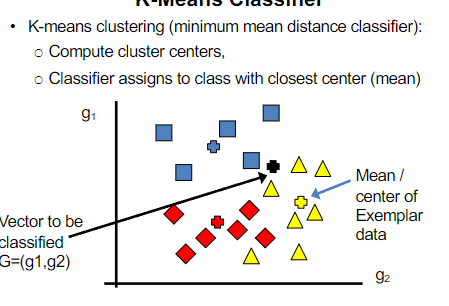 K-Means Classifier
• K-means clustering (minimum mean distance classifier):
o Compute cluster centers,
o Classifier assigns to class with closest center (mean)
g1
Mean /
center of
Exemplar
data
Vector to be
classified
G=(g1,g2)
g2